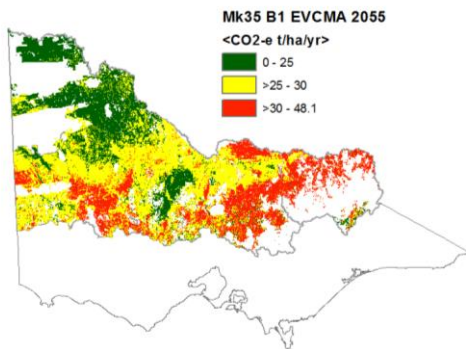 Mk35 B1 EVCMA 2055
<CO2-e t/ha/yr>
0 - 25
>25 - 30
>30 - 48.1